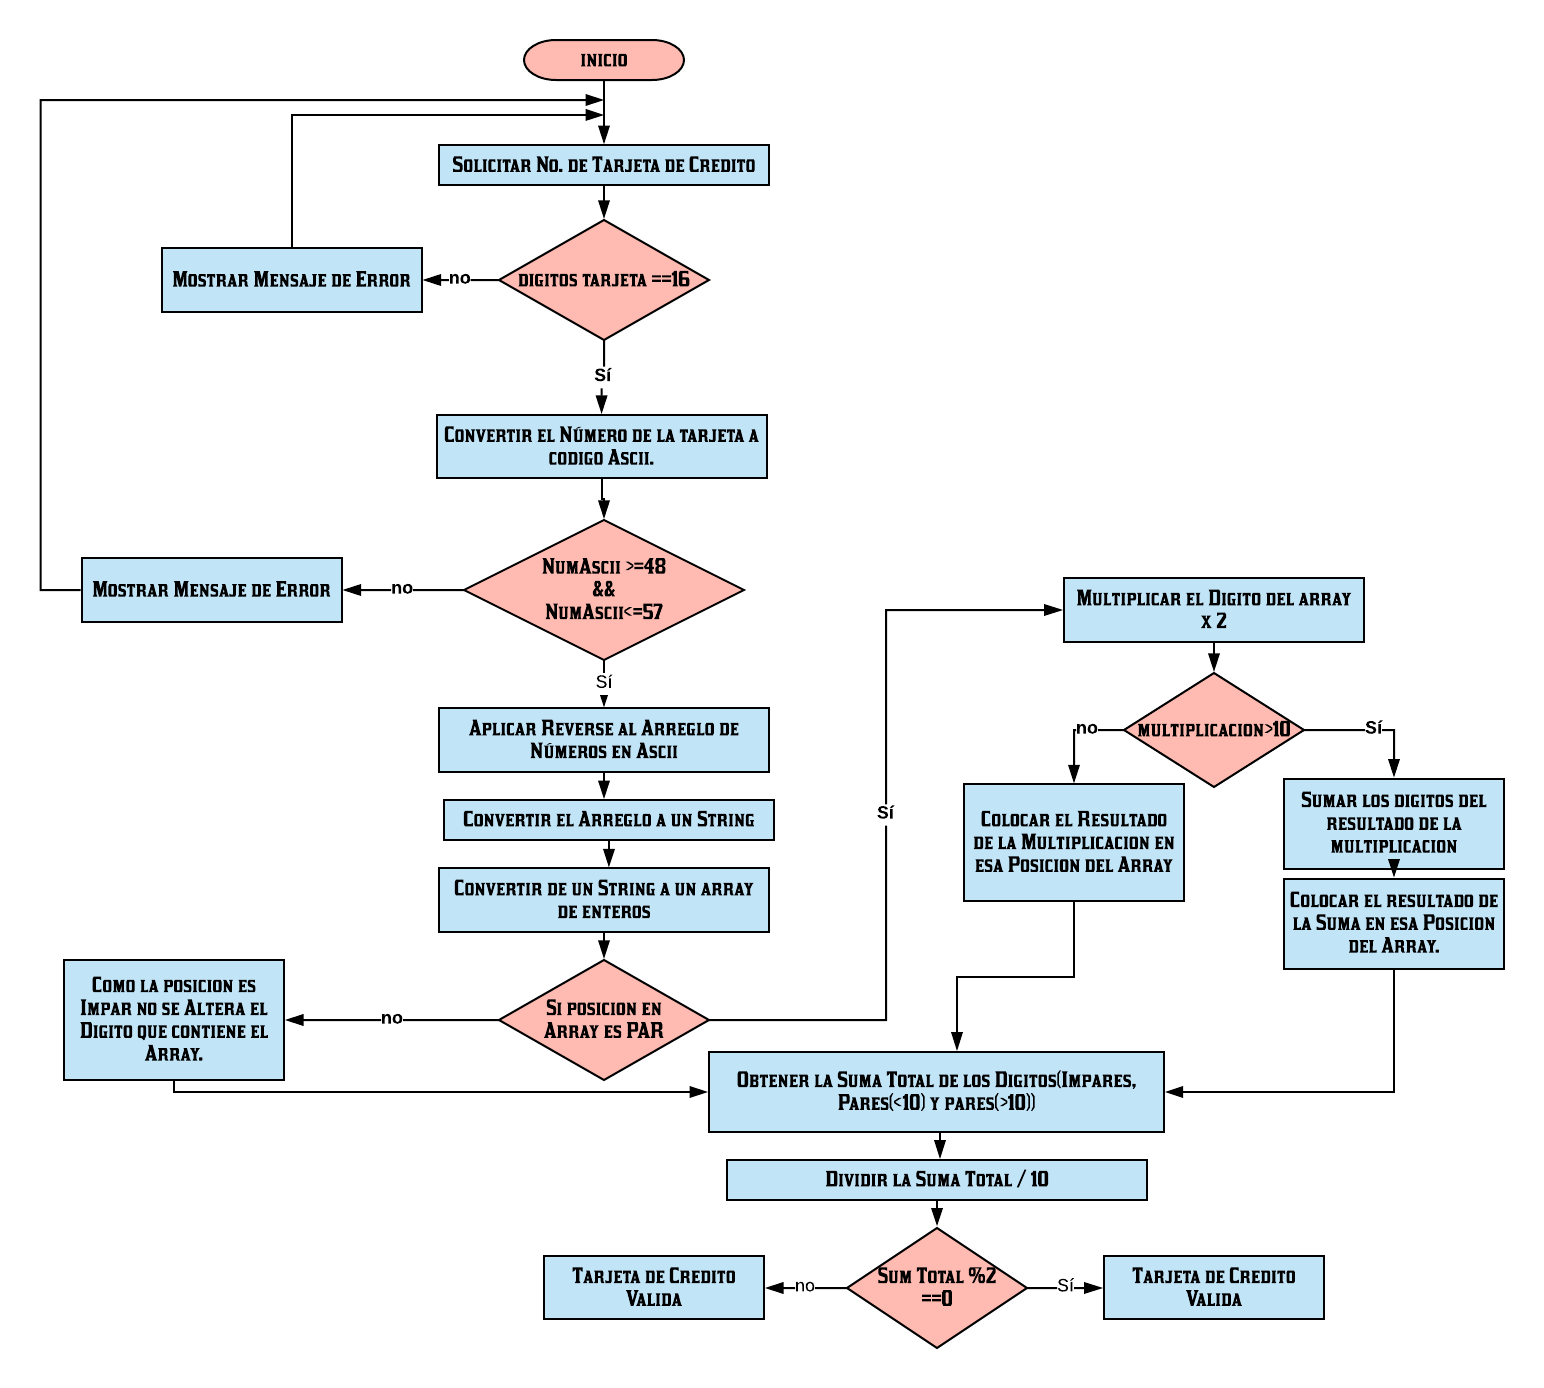 INICIO
Solicitar No. de Tarjeta de Credito
digitos tarjeta ==16
no
Mostrar Mensaje de Error
Sí
Convertir el Número de la tarjeta a
codigo Ascii.
NumAscii >=48
&&
NumAscii<=57
no
Mostrar Mensaje de Error
Sí
Aplicar Reverse al Arreglo de
Números en Ascii
Convertir el Arreglo a un String
Convertir de un String a un array
de enteros
Si posicion en
Array es PAR
no
Como la posicion es
Impar no se Altera el
Digito que contiene el
Array.
Sí
Multiplicar el Digito del array
x 2
multiplicacion>10
no
Sí
Colocar el Resultado
de la Multiplicacion en
esa Posicion del Array
Sumar los digitos del
resultado de la
multiplicacion
Colocar el resultado de
la Suma en esa Posicion
del Array.
Obtener la Suma Total de los Digitos(Impares,
Pares(<10) y pares(>10))
Dividir la Suma Total / 10
Sum Total %2
==0
no
Sí
Tarjeta de Credito
Valida
Tarjeta de Credito
Valida